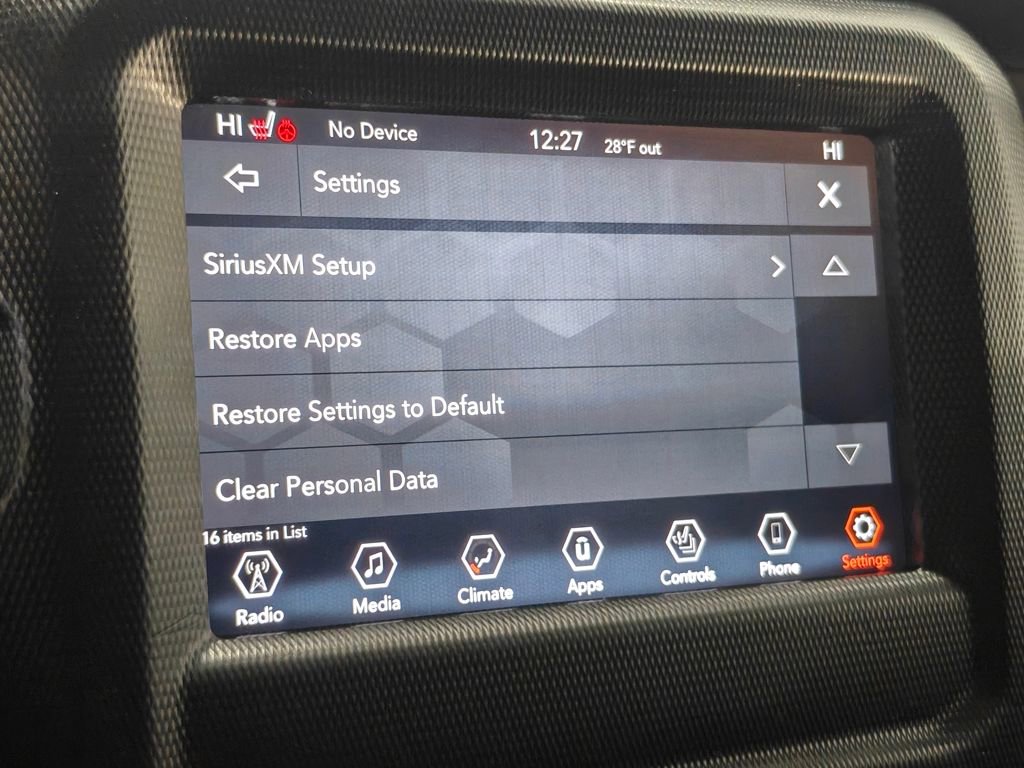 HI No Device 12:27 28°F out HI
Settings
SiriusXM Setup
Restore Apps
Restore Settings to Default
Clear Personal Data
16 items in List
Radio Media Climate Apps Controls Phone Settings